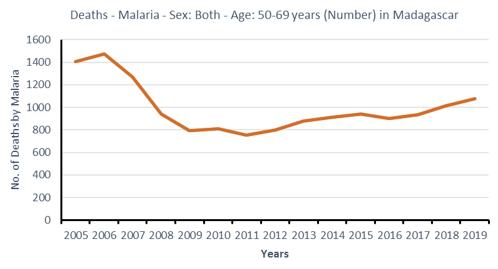 Deaths - Malaria - Sex: Both - Age: 50-69 years (Number) in Madagascar
No. of Deaths by Malaria
1600
1400
1200
1000
800
600
400
200
0
2005 2006 2007 2008 2009 2010 2011 2012 2013 2014 2015 2016 2017 2018 2019
Years